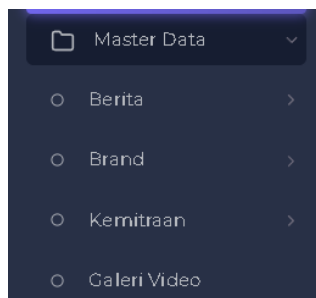 Master Data
Berita
Brand
Kemitraan
Galeri Video